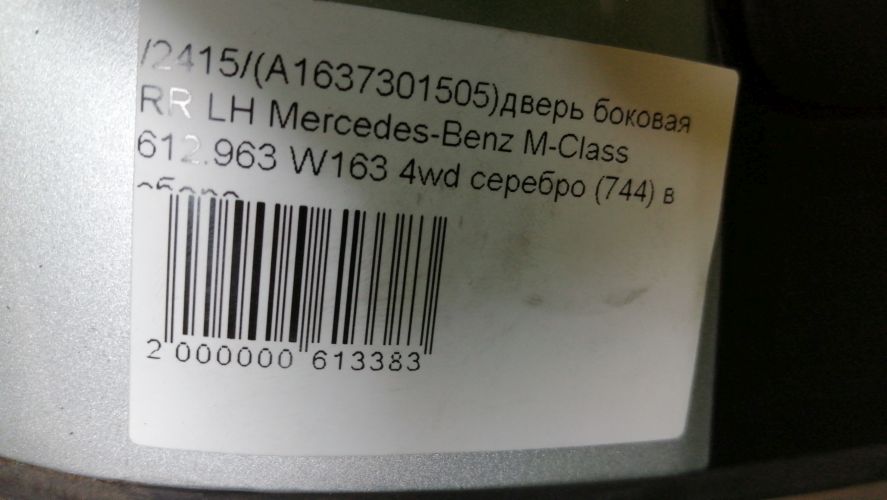 /2415/(A1637301505)дверь боковая
RR LH Mercedes-Benz M-Class
612.963 W163 4wd серебро (744) в
2 000000 613383